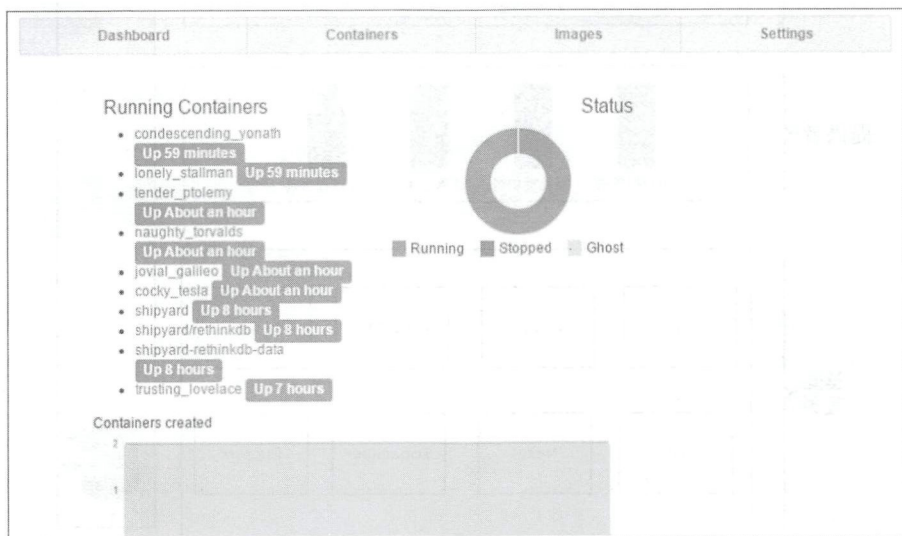 Dashboard Containers Images Settings
Running Containers
condescending_yonath
Up 59 minutes
lonely_stallman Up 59 minutes
tender_ptolemy
Up About an hour
naughty_torvalds
Up About an hour
jovial_galileo Up About an hour
cocky_tesla Up About an hour
shipyard Up 8 hours
shipyard/rethinkdb Up 8 hours
shipyard-rethinkdb-data
Up 8 hours
trusting_lovelace Up 7 hours
Status
Running Stopped Ghost
Containers created
2
1